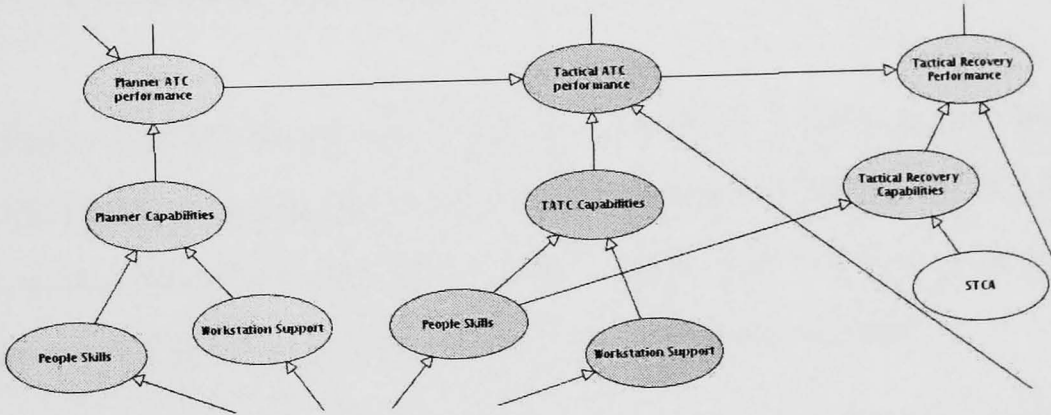 Planner ATC
performance
Tactical ATC
performance
Tactical Recovery
Performance
Planner Capabilities
TATC Capabilities
Tactical Recovery
Capabilities
People Skills
Workstation Support
People Skills
Workstation Support
STCA